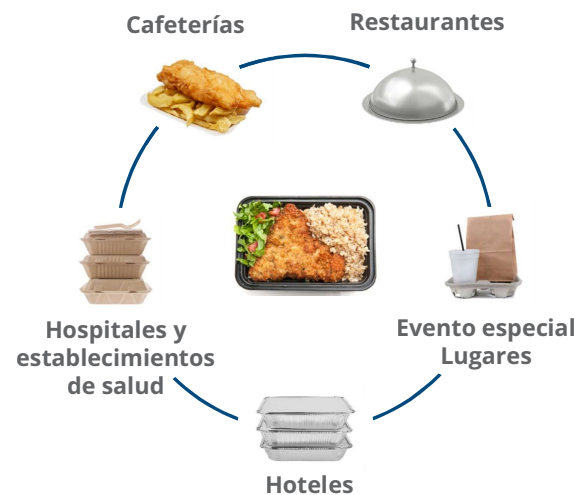 Cafeterías
Restaurantes
Hospitales y
establecimientos
de salud
Evento especial
Lugares
Hoteles